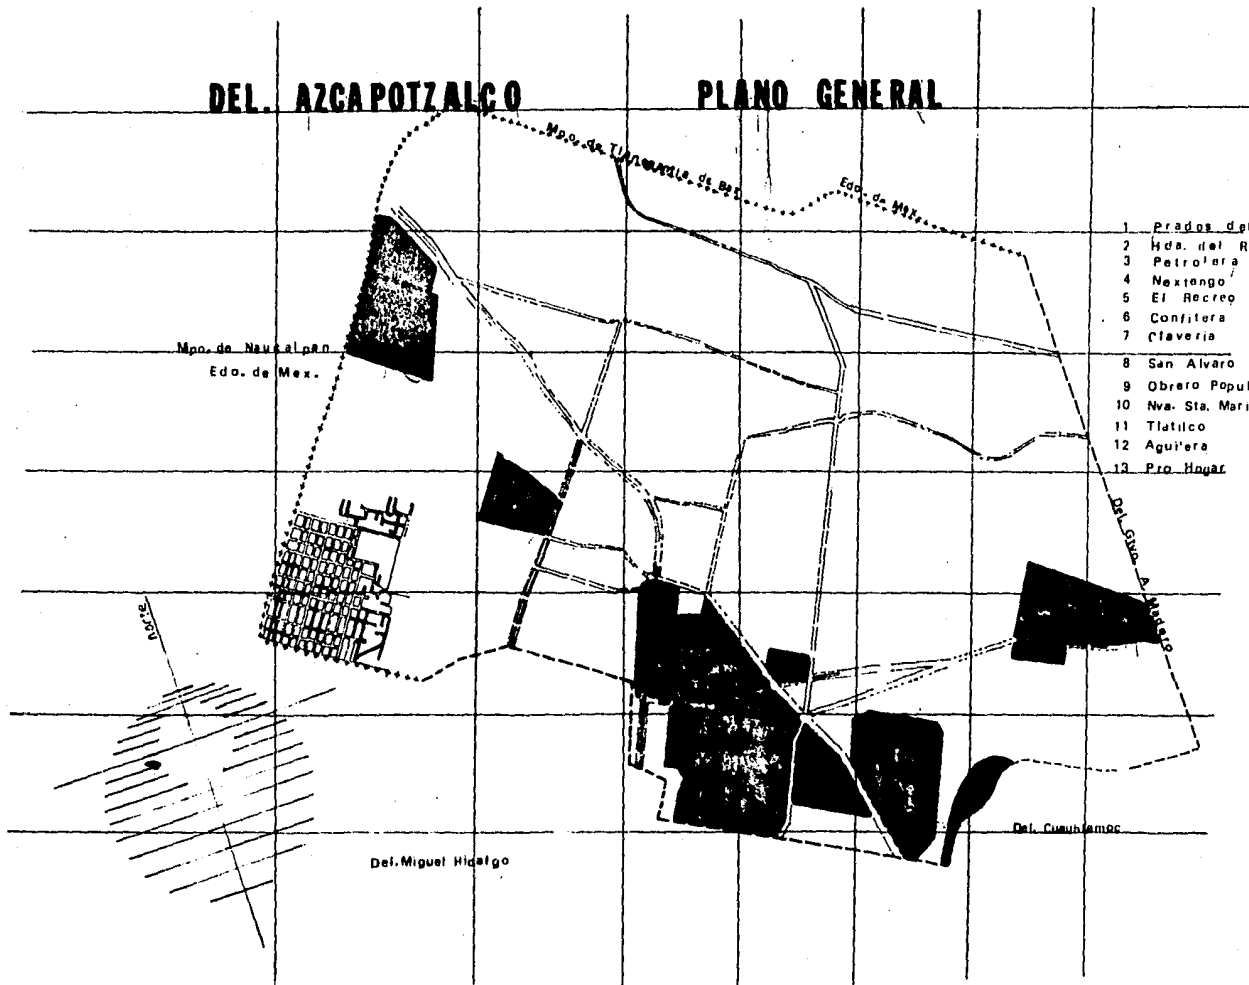 DEL. AZCAPOTZALCO PLANO GENERAL
Mpo. de de Baz
Edo. de Mex.
1 Prados del
2 Hda. del R
3 Petrolera
4 Nextengo
5 El Recreo
6 Confitera
7 Claveria
8 San Alvaro
9 Obrero Popul
10 Nva. Sta. Mari
11 Tlatilco
12 Aguilera
13 Pro Hogar
Mpo. de Naucalpan
Edo. de Mex.
Del. Gtvo. A. Madero
Norte
Del. Cuauhtemoc
Del. Miguel Hidalgo